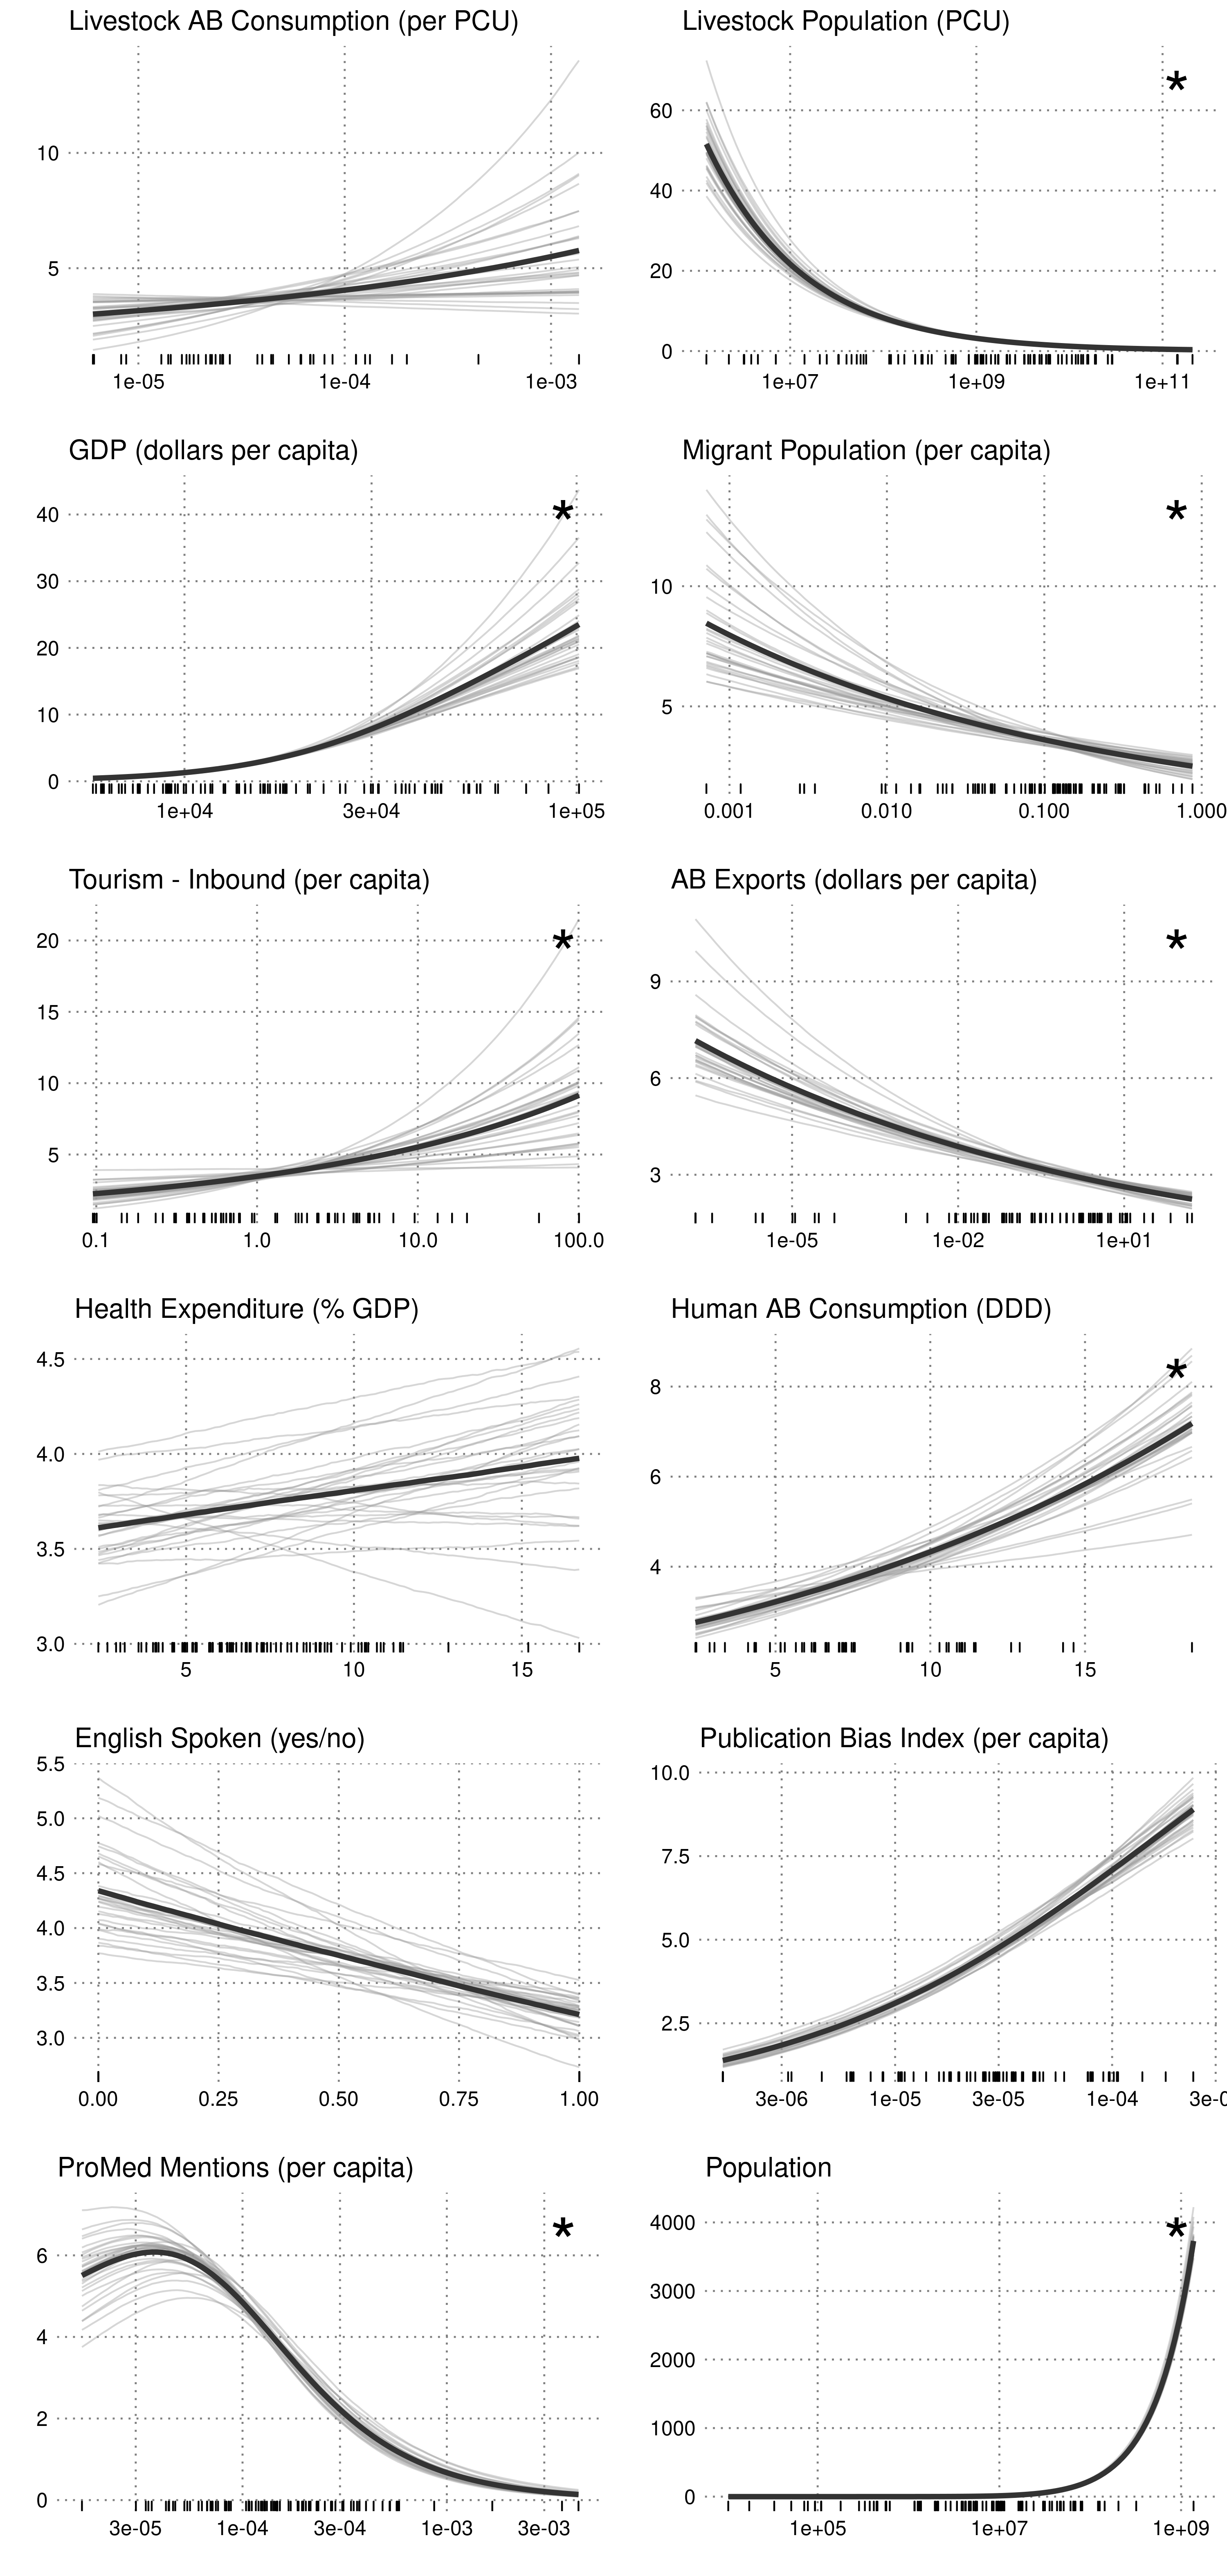 Livestock AB Consumption (per PCU)
10
5
1e-05 1e-04 1e-03
Livestock Population (PCU)
*
60
40
20
0
1e+07 1e+09 1e+11
GDP (dollars per capita)
*
40
30
20
10
0
1e+04 3e+04 1e+05
Migrant Population (per capita)
*
10
5
0.001 0.010 0.100 1.000
Tourism - Inbound (per capita)
*
20
15
10
5
0.1 1.0 10.0 100.0
AB Exports (dollars per capita)
*
9
6
3
1e-05 1e-02 1e+01
Health Expenditure (% GDP)
4.5
4.0
3.5
3.0
5 10 15
Human AB Consumption (DDD)
*
8
6
4
5 10 15
English Spoken (yes/no)
5.5
5.0
4.5
4.0
3.5
3.0
0.00 0.25 0.50 0.75 1.00
Publication Bias Index (per capita)
10.0
7.5
5.0
2.5
3e-06 1e-05 3e-05 1e-04 3e-0
ProMed Mentions (per capita)
*
6
4
2
0
3e-05 1e-04 3e-04 1e-03 3e-03
Population
*
4000
3000
2000
1000
0
1e+05 1e+07 1e+09